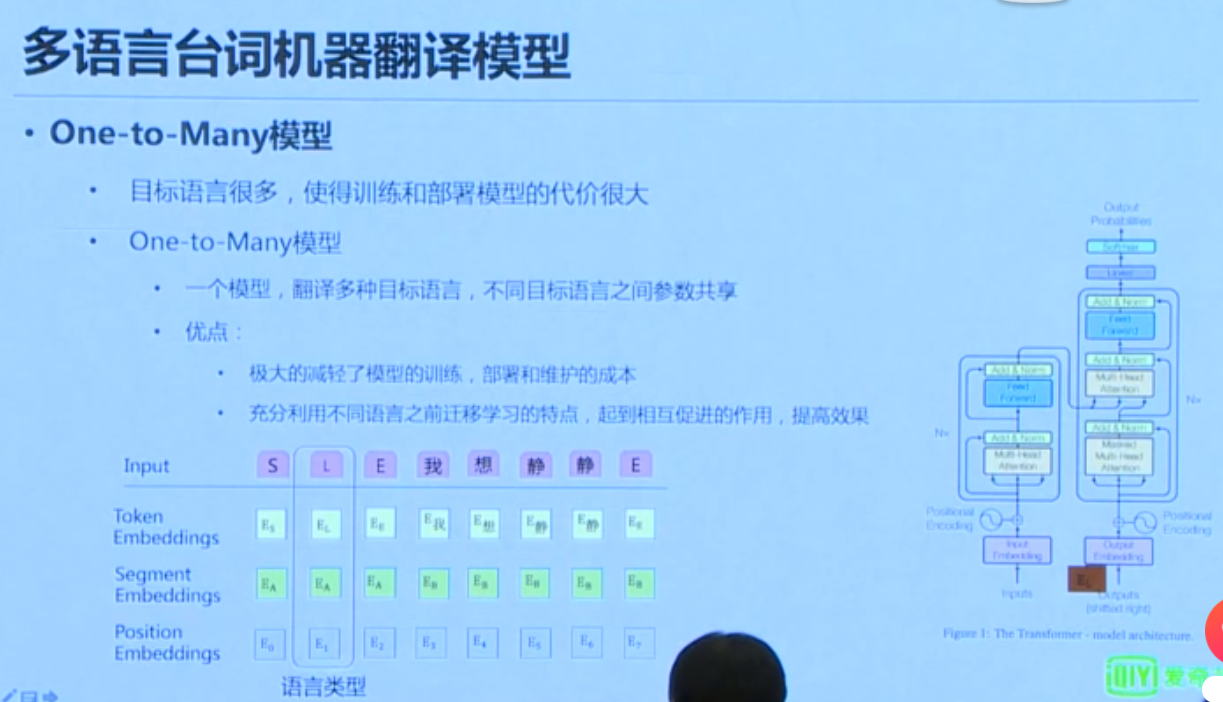 多语言台词机器翻译模型
• One-to-Many模型
• 目标语言很多，使得训练和部署模型的代价很大
• One-to-Many模型
• 一个模型，翻译多种目标语言，不同目标语言之间参数共享
• 优点：
• 极大的减轻了模型的训练，部署和维护的成本
• 充分利用不同语言之前迁移学习的特点，起到相互促进的作用，提高效果
Input S L E 我 想 静 静 E
Token
Embeddings
E_S E_L E_E E_我 E_想 E_静 E_静 E_E
Segment
Embeddings
E_A E_A E_A E_B E_B E_B E_B E_B
Position
Embeddings
E_0 E_1 E_2 E_3 E_4 E_5 E_6 E_7
语言类型
Output
Probabilities
Softmax
Linear
Add & Norm
Feed
Forward
Add & Norm
Multi-Head
Attention
Add & Norm
Masked
Multi-Head
Attention
N×
Add & Norm
Feed
Forward
Add & Norm
Multi-Head
Attention
N×
Positional
Encoding
Positional
Encoding
Input
Embedding
Output
Embedding
E_L
Inputs
Outputs
(shifted right)
Figure 1: The Transformer - model architecture.
iQIYI 爱奇